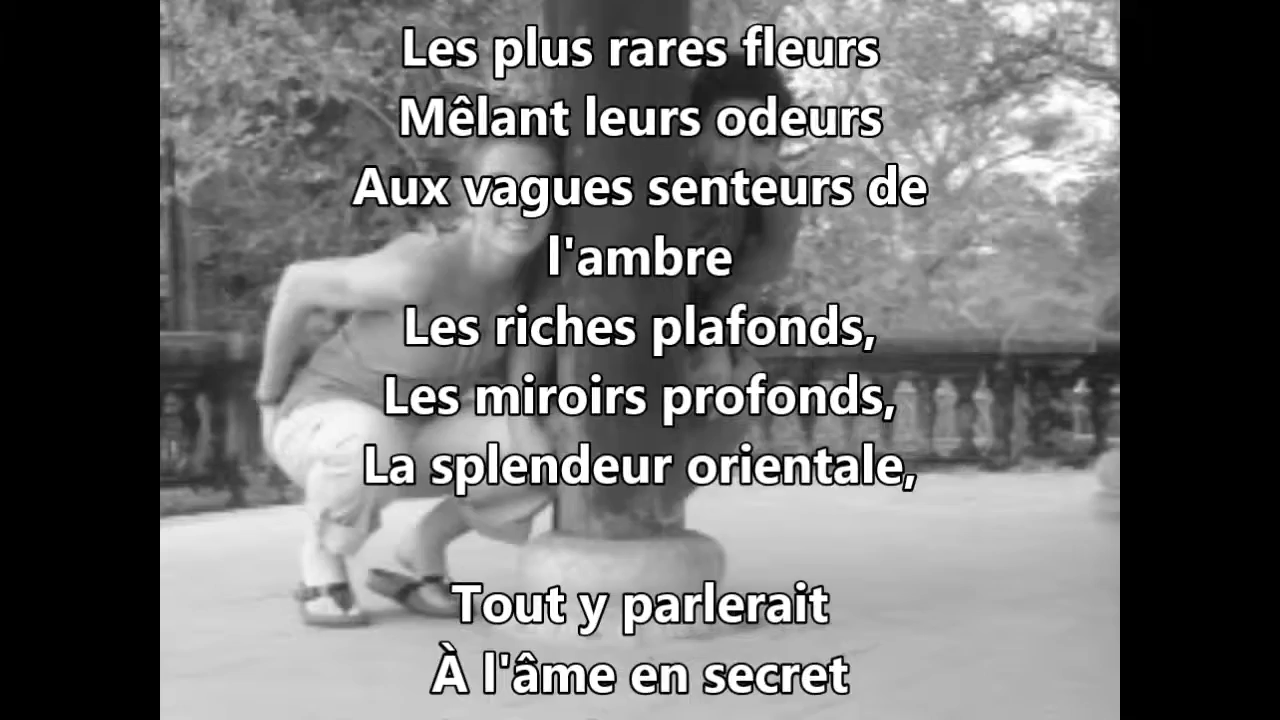 Les plus rares fleurs
Mêlant leurs odeurs
Aux vagues senteurs de
l'ambre
Les riches plafonds,
Les miroirs profonds,
La splendeur orientale,
Tout y parlerait
À l'âme en secret